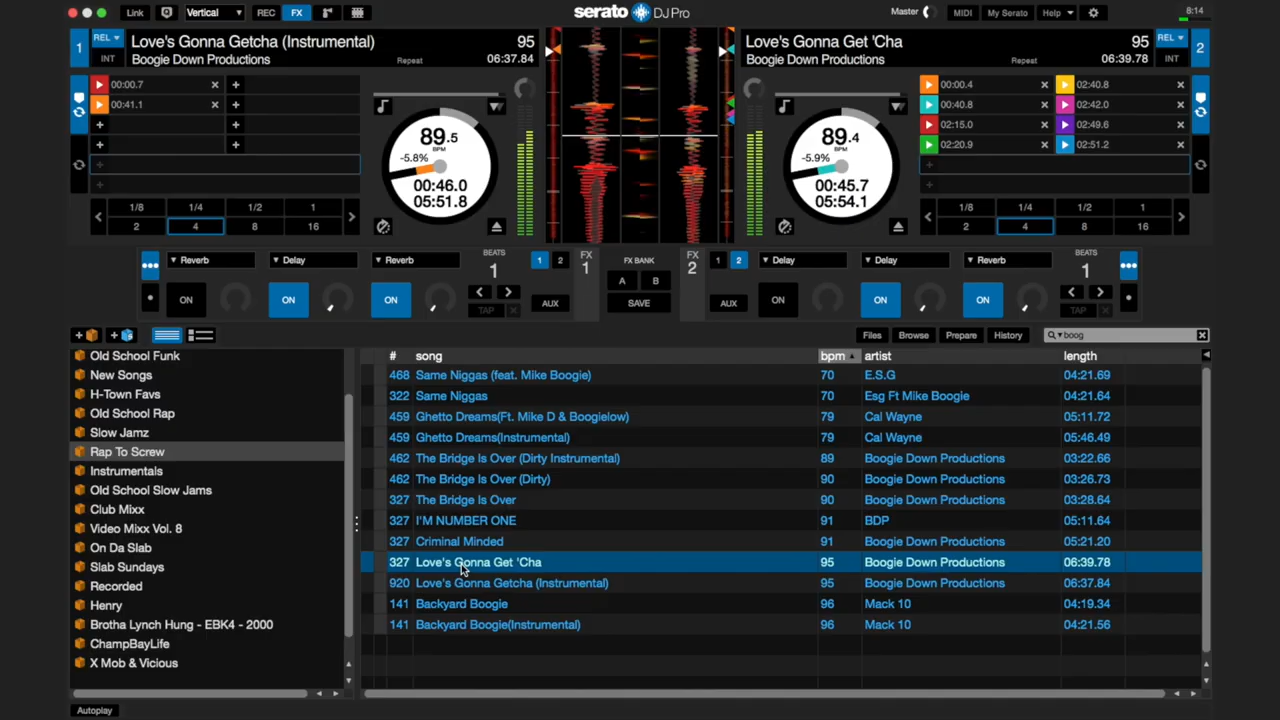 Link Vertical REC FX serato DJ Pro Master MIDI My Serato Help 8:14
1 REL INT Love's Gonna Getcha (Instrumental) 95
Boogie Down Productions Repeat 06:37.84
Love's Gonna Get 'Cha 95 REL INT 2
Boogie Down Productions Repeat 06:39.78
00:00.7
00:41.1
89.5
BPM
-5.8%
00:46.0
05:51.8
89.4
BPM
-5.9%
00:45.7
05:54.1
00:00.4 02:40.8
00:40.8 02:42.0
02:15.0 02:49.6
02:20.9 02:51.2
1/8 1/4 1/2 1
2 4 8 16
1/8 1/4 1/2 1
2 4 8 16
Reverb Delay Reverb BEATS 1 1 2 FX 1
ON ON ON TAP AUX
FX BANK
A B
SAVE
FX 2 1 2 Delay Delay Reverb BEATS 1
AUX ON ON ON TAP
Files Browse Prepare History boog
Old School Funk
New Songs
H-Town Favs
Old School Rap
Slow Jamz
Rap To Screw
Instrumentals
Old School Slow Jams
Club Mixx
Video Mixx Vol. 8
On Da Slab
Slab Sundays
Recorded
Henry
Brotha Lynch Hung - EBK4 - 2000
ChampBayLife
X Mob & Vicious
# song bpm artist length
468 Same Niggas (feat. Mike Boogie) 70 E.S.G 04:21.69
322 Same Niggas 70 Esg Ft Mike Boogie 04:21.64
459 Ghetto Dreams(Ft. Mike D & Boogielow) 79 Cal Wayne 05:11.72
459 Ghetto Dreams(Instrumental) 79 Cal Wayne 05:46.49
462 The Bridge Is Over (Dirty Instrumental) 89 Boogie Down Productions 03:22.66
462 The Bridge Is Over (Dirty) 90 Boogie Down Productions 03:26.73
327 The Bridge Is Over 90 Boogie Down Productions 03:28.64
327 I'M NUMBER ONE 91 BDP 05:11.64
327 Criminal Minded 91 Boogie Down Productions 05:21.20
327 Love's Gonna Get 'Cha 95 Boogie Down Productions 06:39.78
920 Love's Gonna Getcha (Instrumental) 95 Boogie Down Productions 06:37.84
141 Backyard Boogie 96 Mack 10 04:19.34
141 Backyard Boogie(Instrumental) 96 Mack 10 04:21.56
Autoplay